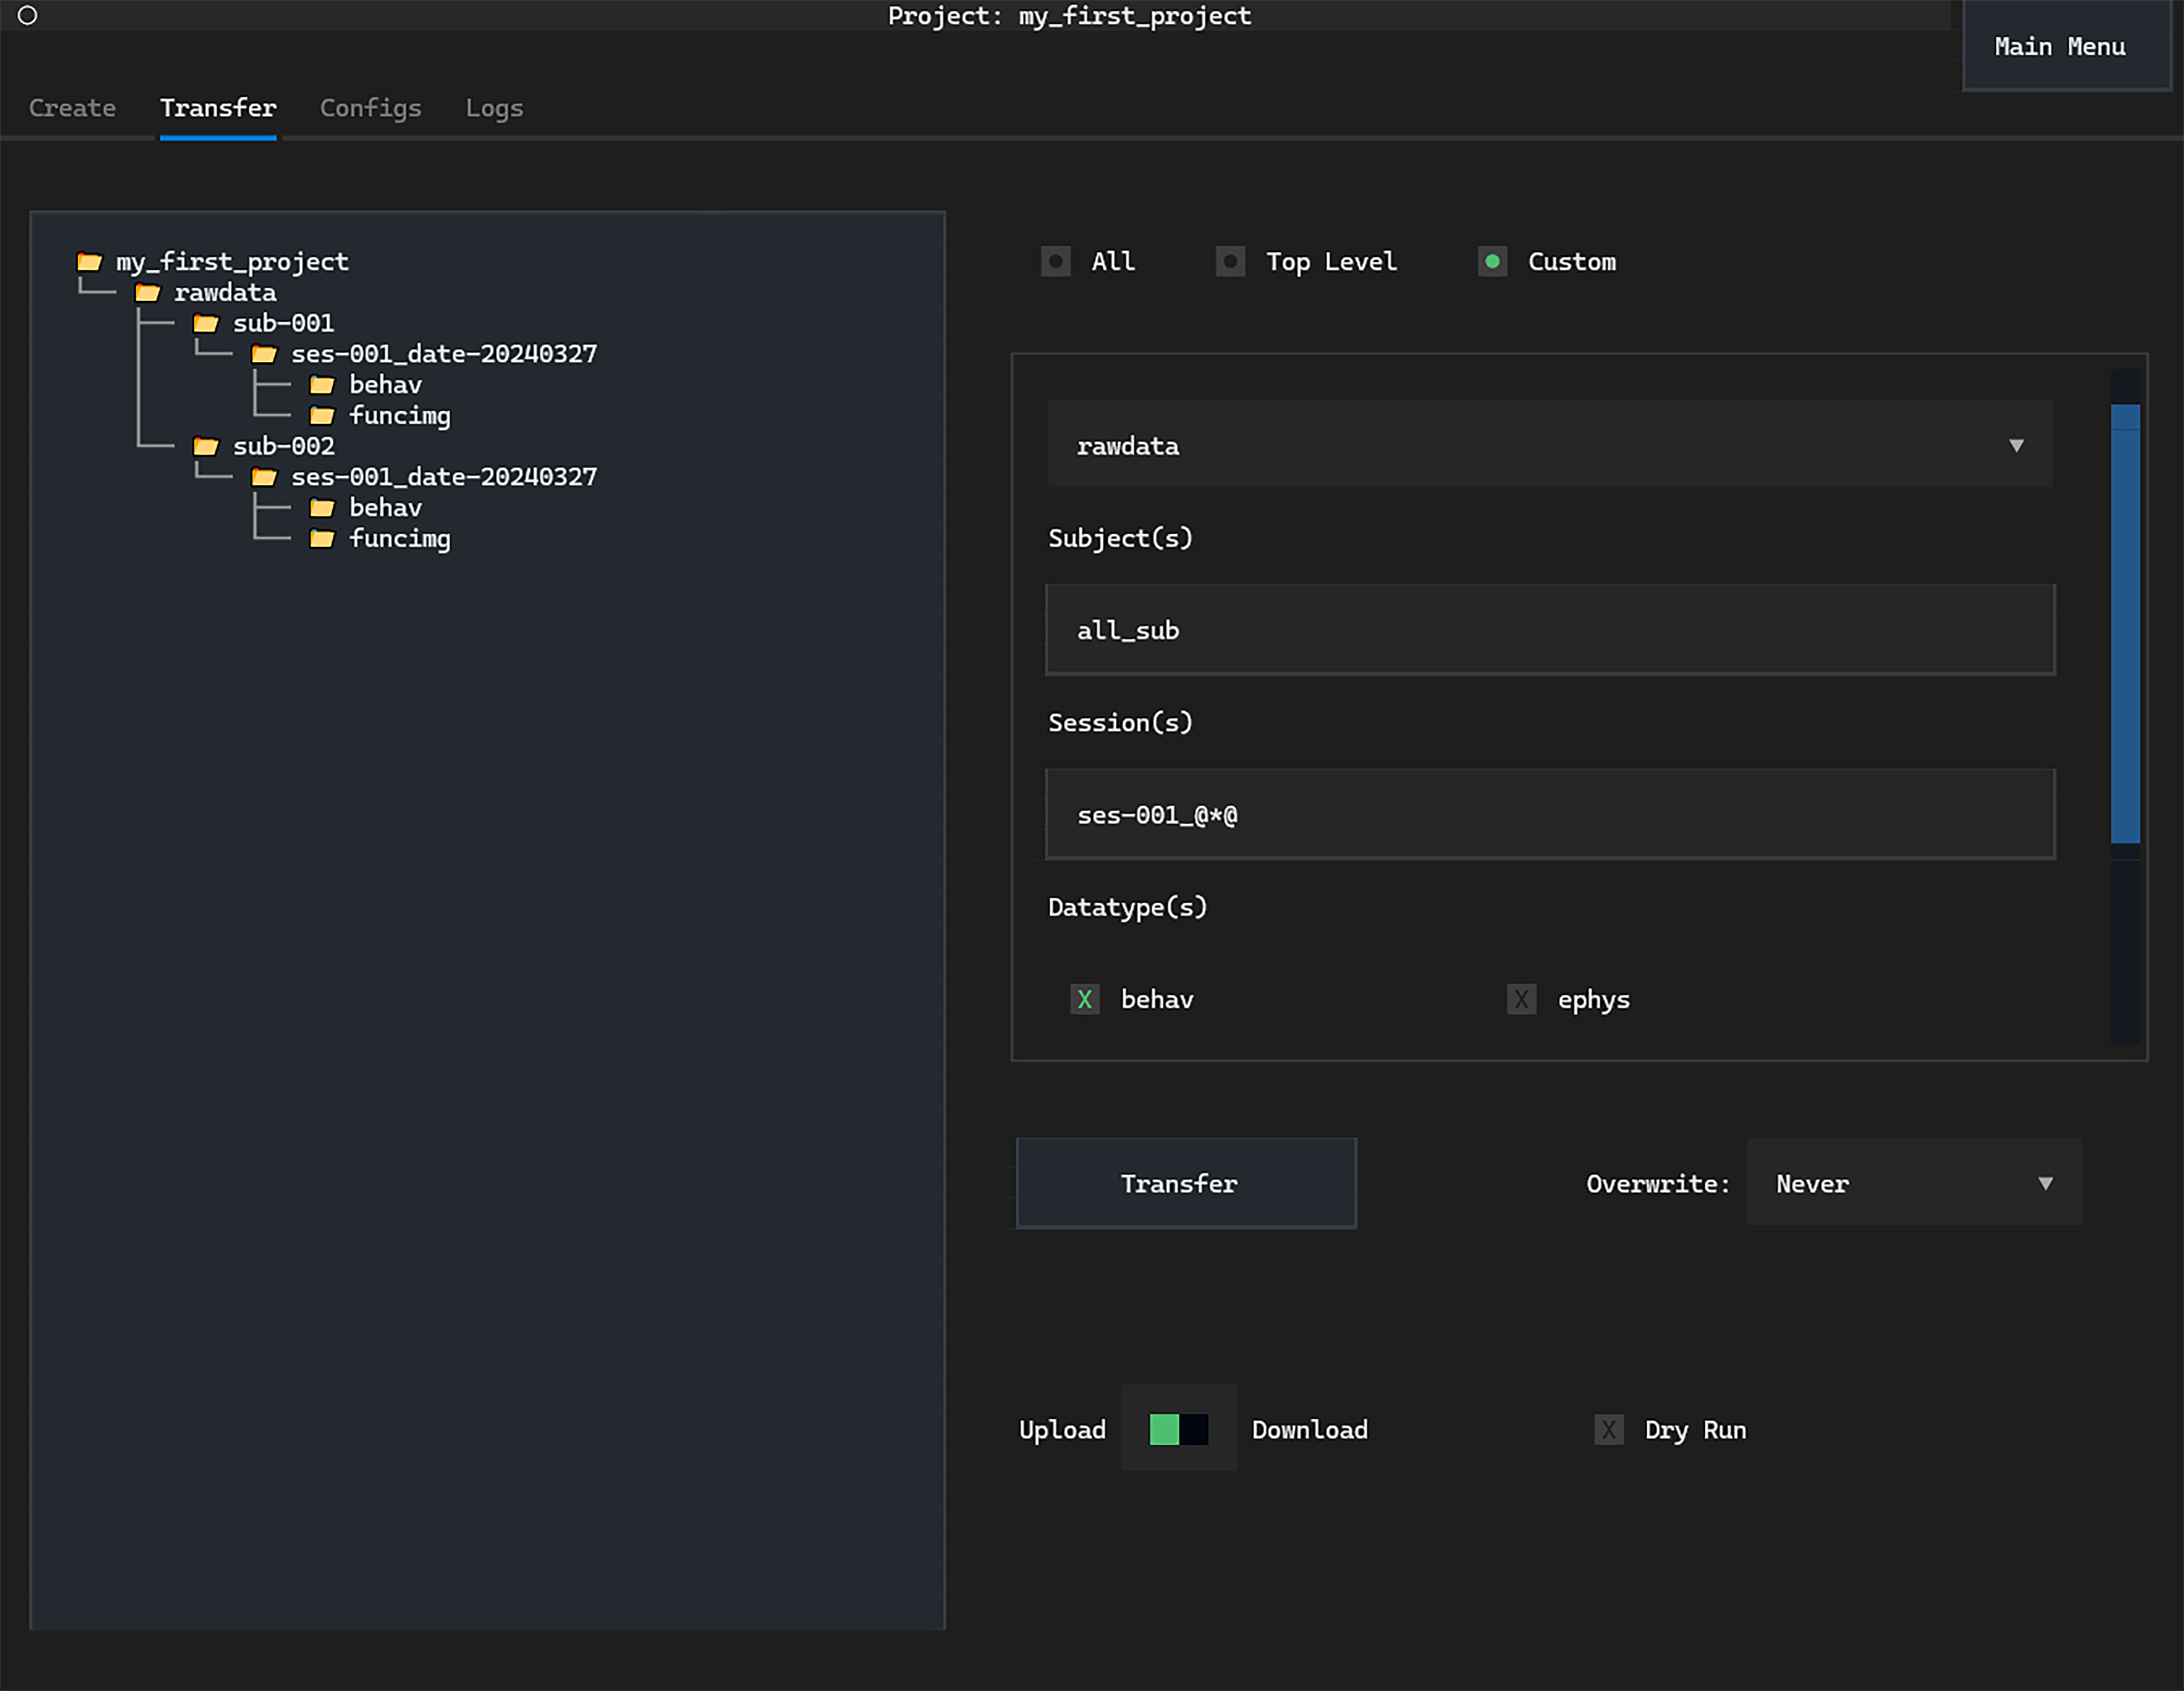 Project: my_first_project
Main Menu
Create Transfer Configs Logs
my_first_project
rawdata
sub-001
ses-001_date-20240327
behav
funcimg
sub-002
ses-001_date-20240327
behav
funcimg
All Top Level Custom
rawdata ▼
Subject(s)
all_sub
Session(s)
ses-001_@*@
Datatype(s)
X behav X ephys
Transfer Overwrite: Never ▼
Upload Download X Dry Run